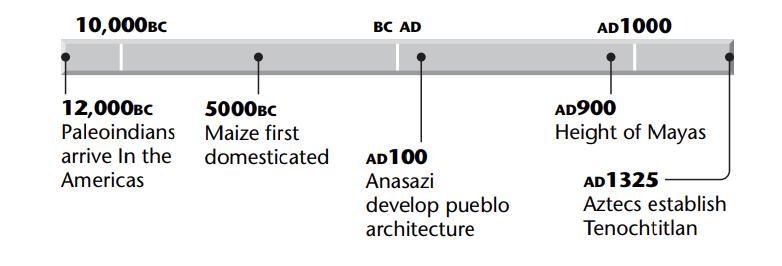 10,000BC
BC AD
AD1000
12,000BC
Paleoindians
arrive In the
Americas
5000BC
Maize first
domesticated
AD100
Anasazi
develop pueblo
architecture
AD900
Height of Mayas
AD1325
Aztecs establish
Tenochtitlan